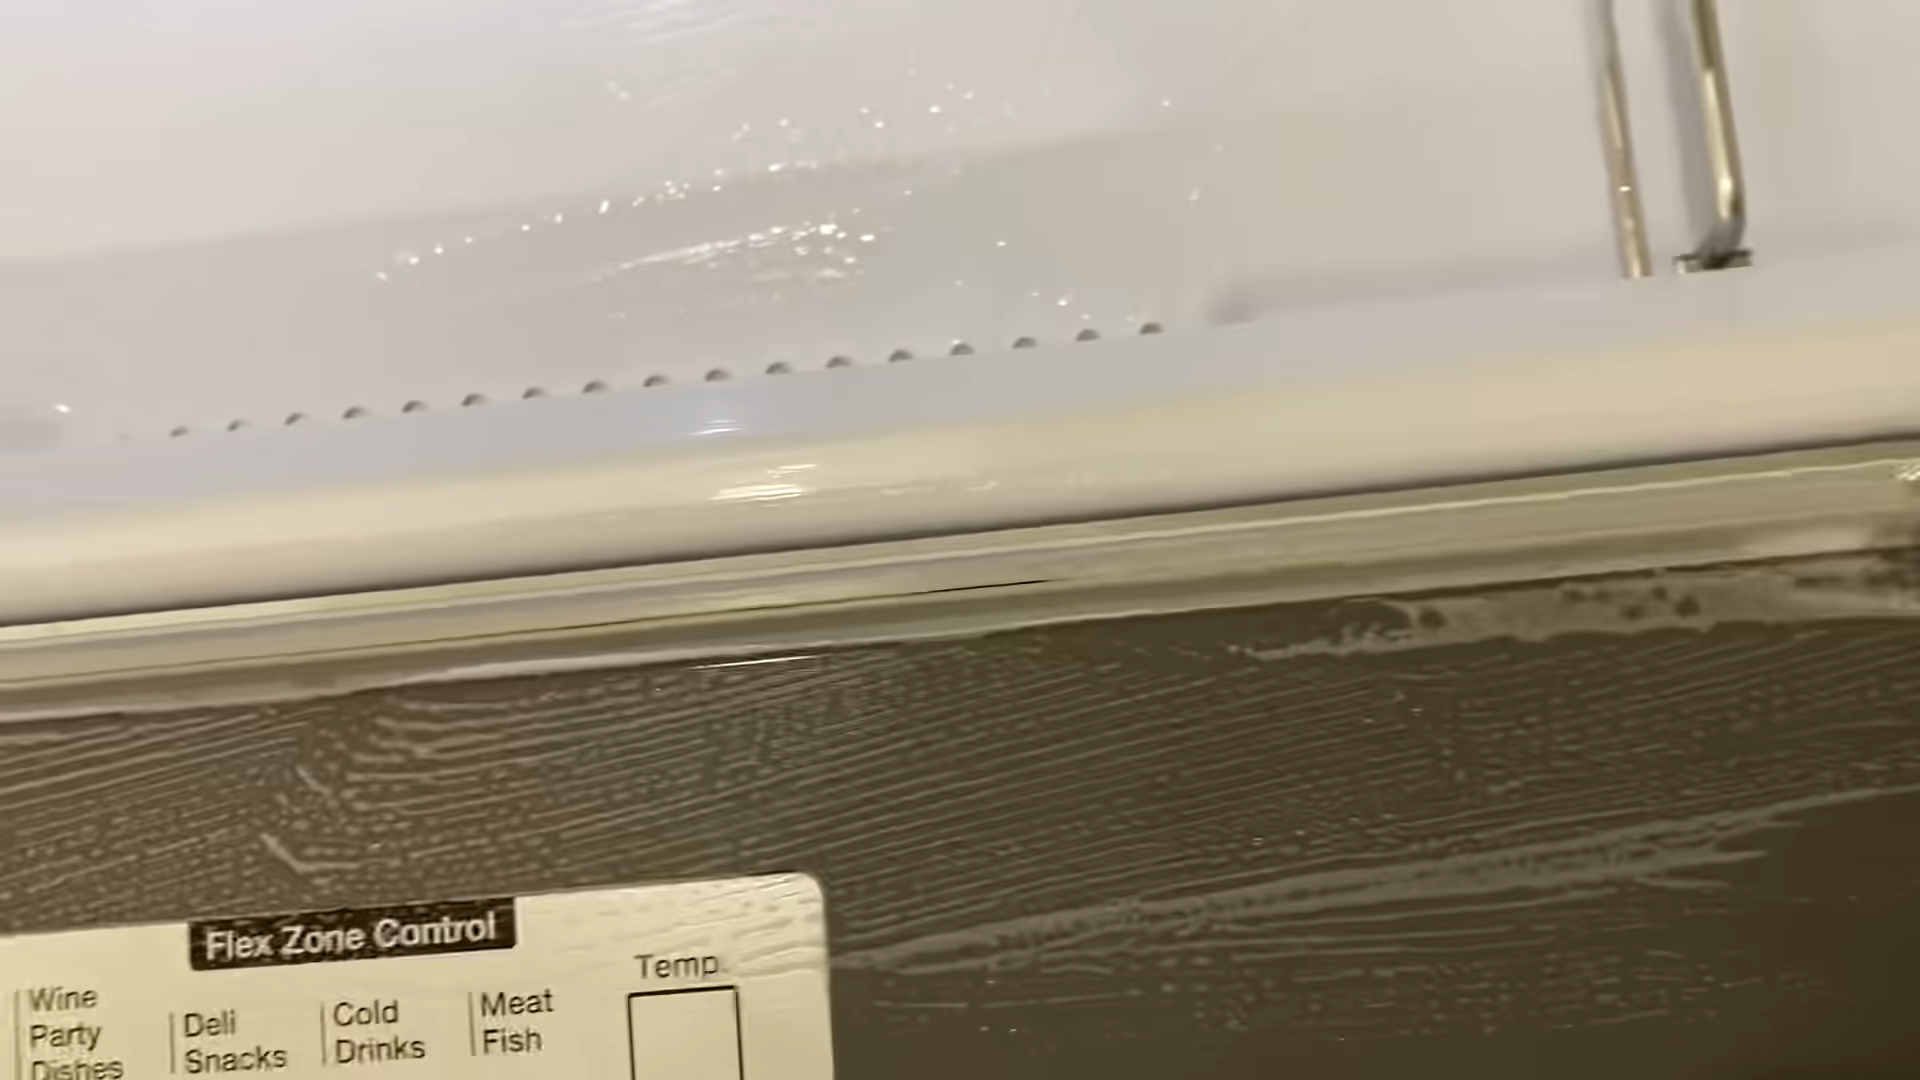 Flex Zone Control
Temp.
Wine
Party
Dishes
Deli
Snacks
Cold
Drinks
Meat
Fish